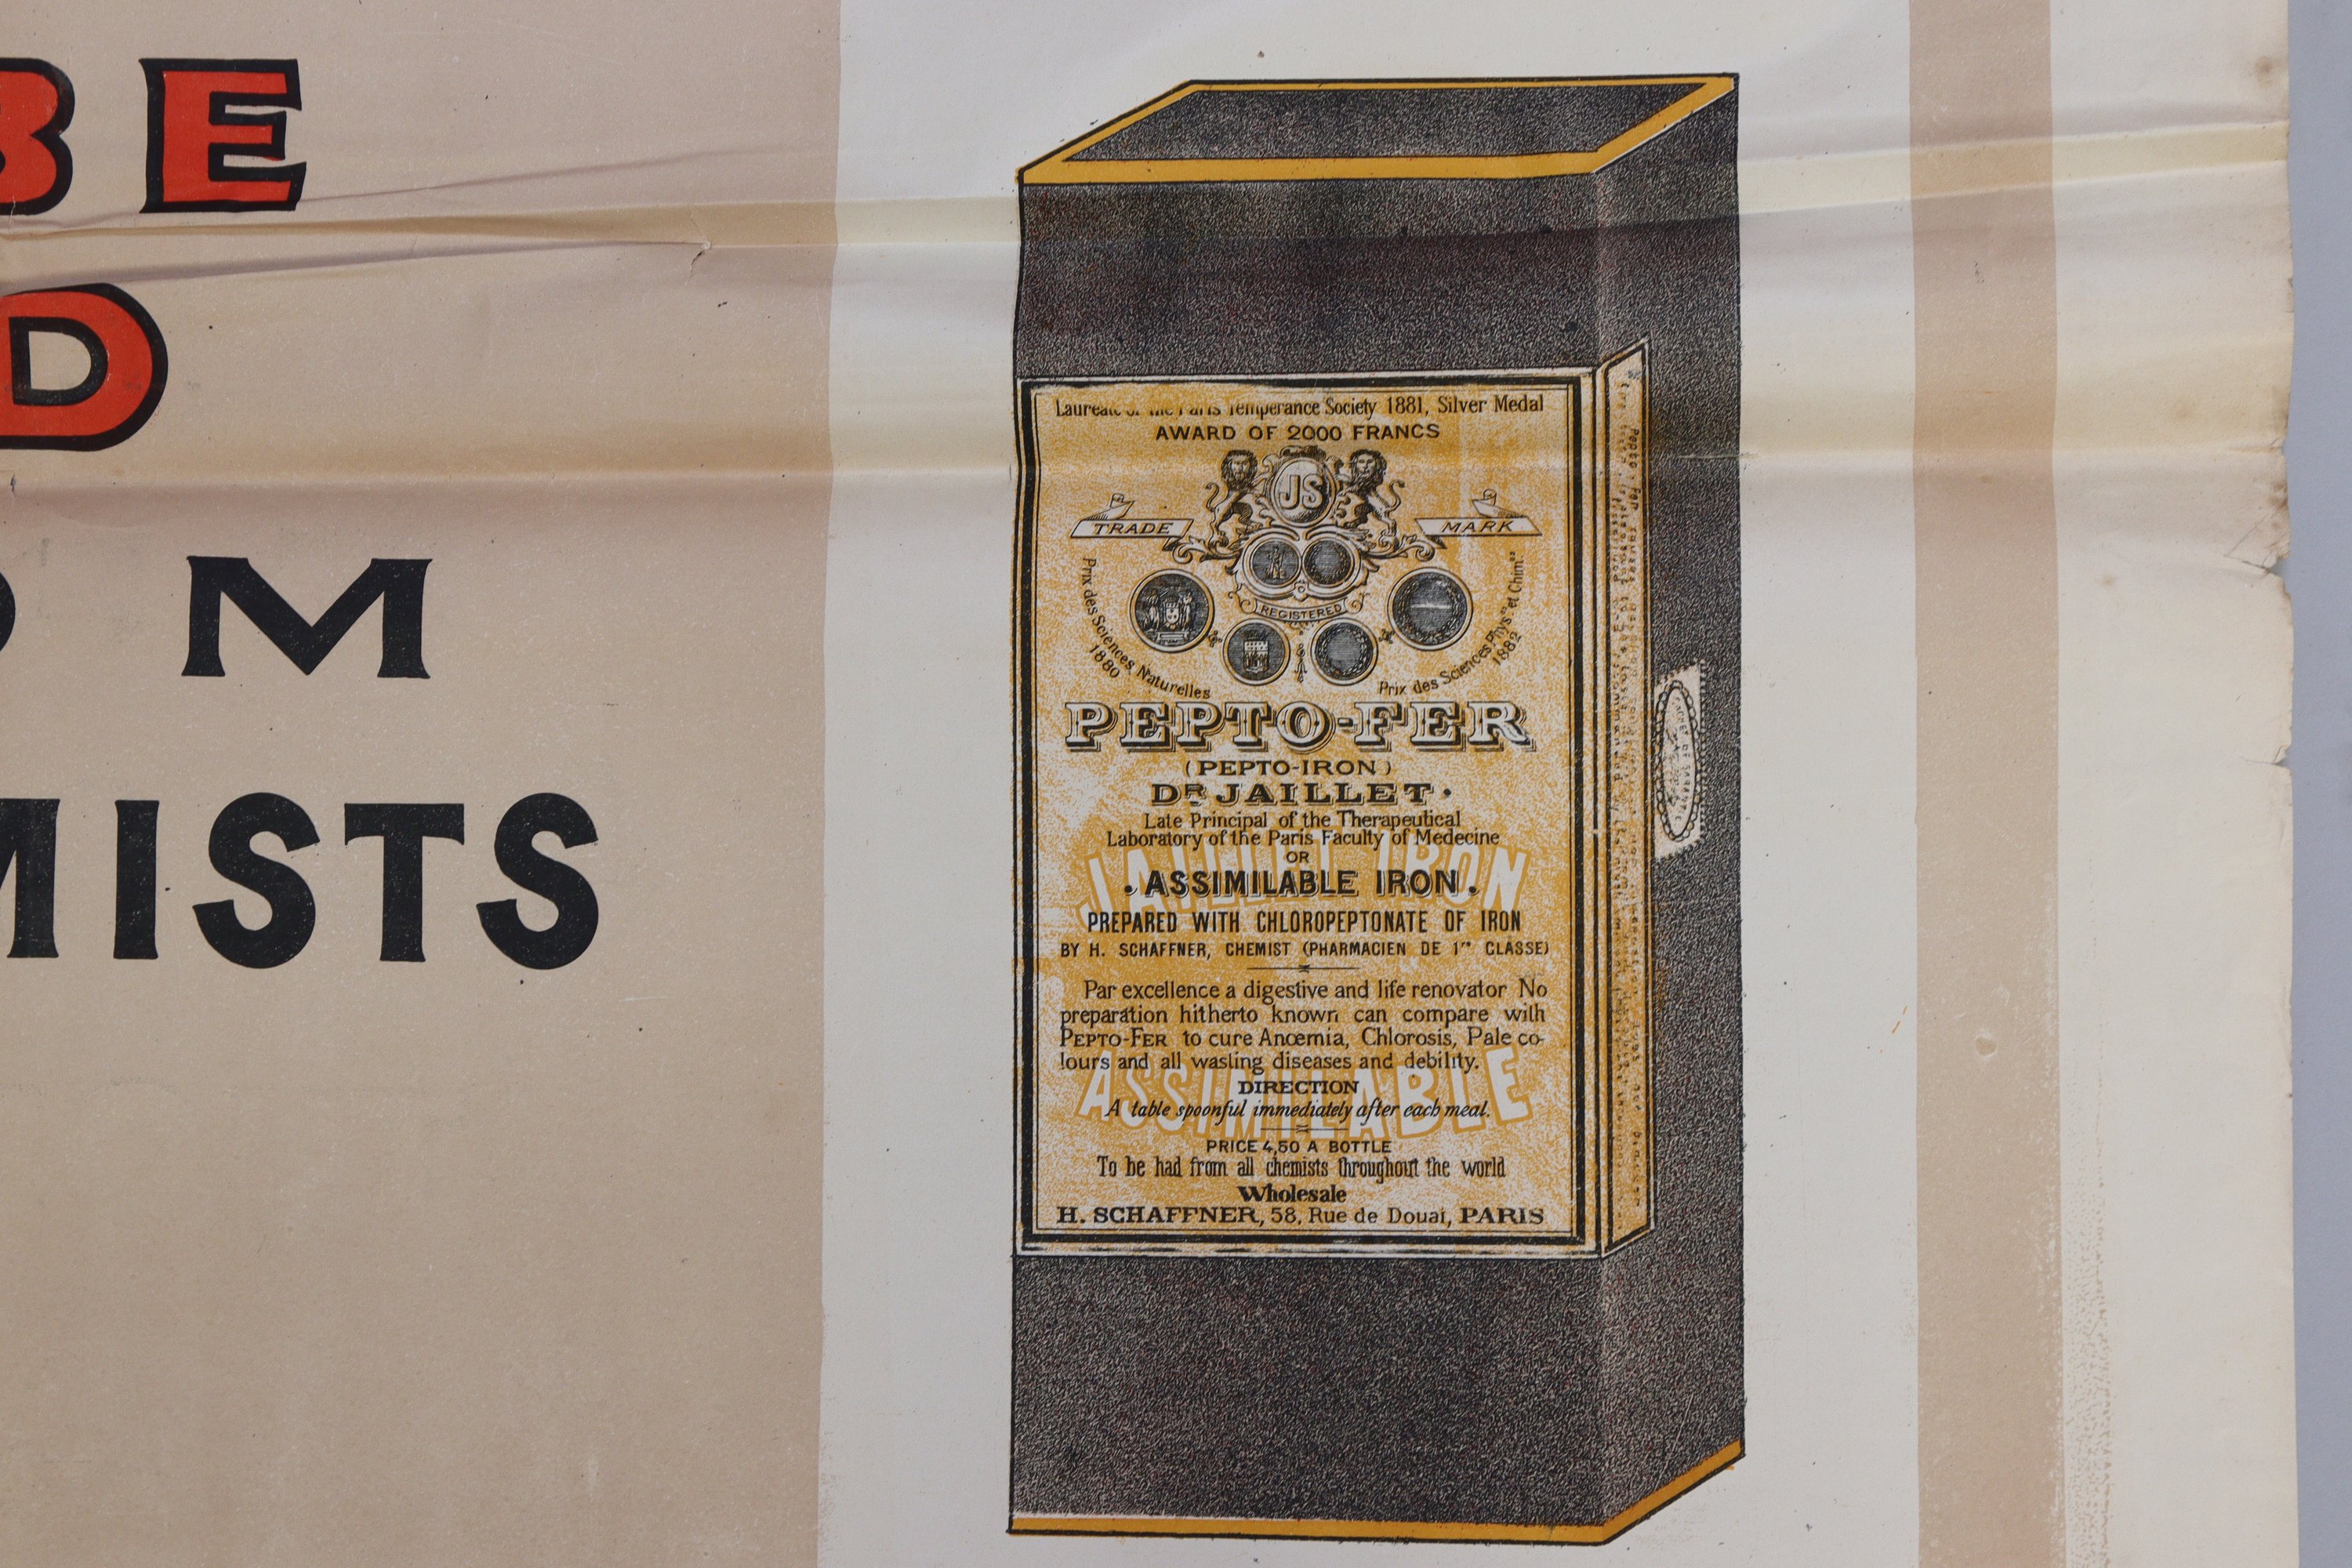 BE
D
M
MISTS
Laureate of the Paris Temperance Society 1881, Silver Medal
AWARD OF 2000 FRANCS
JS
TRADE MARK
REGISTERED
Prix des Sciences Naturelles
1880
Prix des Sciences Phys.es et Chim.es
1882
PEPTO-FER
(PEPTO-IRON)
DR JAILLET.
Late Principal of the Therapeutical
Laboratory of the Paris Faculty of Medecine
OR
. ASSIMILABLE IRON .
JAILLET IRON
PREPARED WITH CHLOROPEPTONATE OF IRON
BY H. SCHAFFNER, CHEMIST (PHARMACIEN DE 1re CLASSE)
Par excellence a digestive and life renovator No
preparation hitherto known can compare with
PEPTO-FER to cure Anœmia, Chlorosis, Pale co-
lours and all wasting diseases and debility.
ASSIMILABLE
DIRECTION
A table spoonful immediately after each meal.
PRICE 4,50 A BOTTLE
To be had from all chemists throughout the world
Wholesale
H. SCHAFFNER, 58, Rue de Douai, PARIS